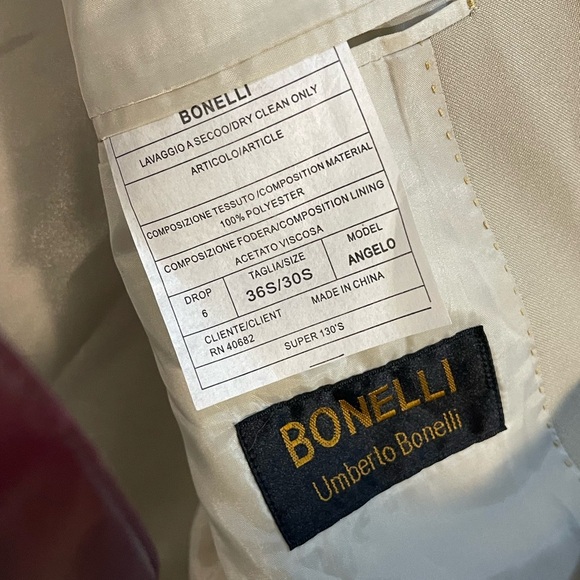 BONELLI
LAVAGGIO A SECOO/DRY CLEAN ONLY
ARTICOLO/ARTICLE
COMPOSIZIONE TESSUTO /COMPOSITION MATERIAL
100% POLYESTER
COMPOSIZIONE FODERA/COMPOSITION LINING
ACETATO VISCOSA
DROP
6
TAGLIA/SIZE
36S/30S
MODEL
ANGELO
CLIENTE/CLIENT
RN 40682
MADE IN CHINA
SUPER 130'S
BONELLI
Umberto Bonelli